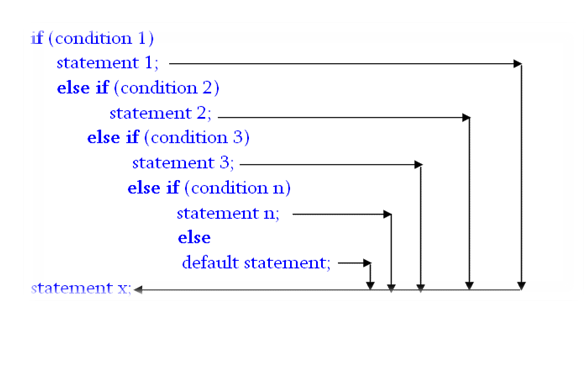 if (condition 1)
statement 1;
else if (condition 2)
statement 2;
else if (condition 3)
statement 3;
else if (condition n)
statement n;
else
default statement;
statement x;